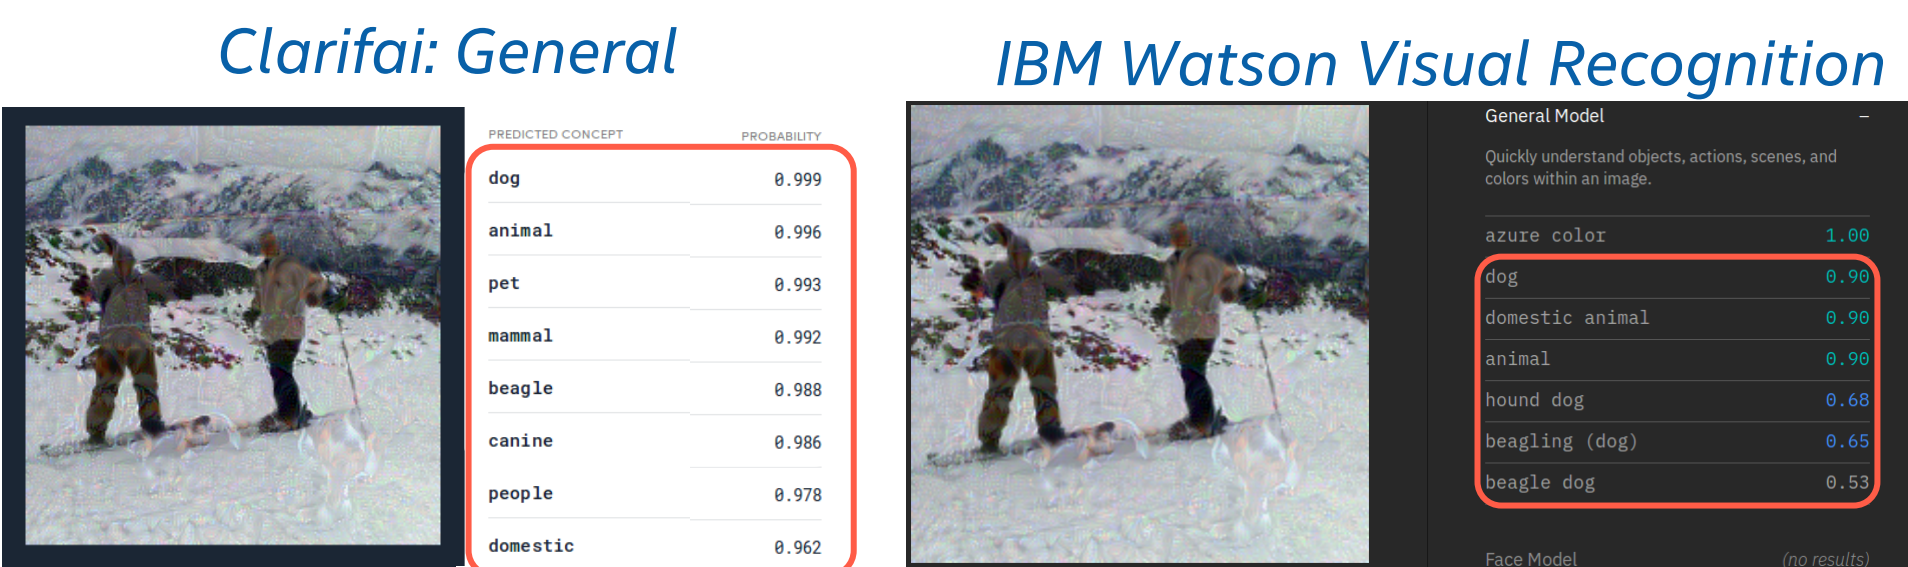 Clarifai: General
PREDICTED CONCEPT PROBABILITY
dog 0.999
animal 0.996
pet 0.993
mammal 0.992
beagle 0.988
canine 0.986
people 0.978
domestic 0.962
IBM Watson Visual Recognition
General Model –
Quickly understand objects, actions, scenes, and
colors within an image.
azure color 1.00
dog 0.90
domestic animal 0.90
animal 0.90
hound dog 0.68
beagling (dog) 0.65
beagle dog 0.53
Face Model (no results)